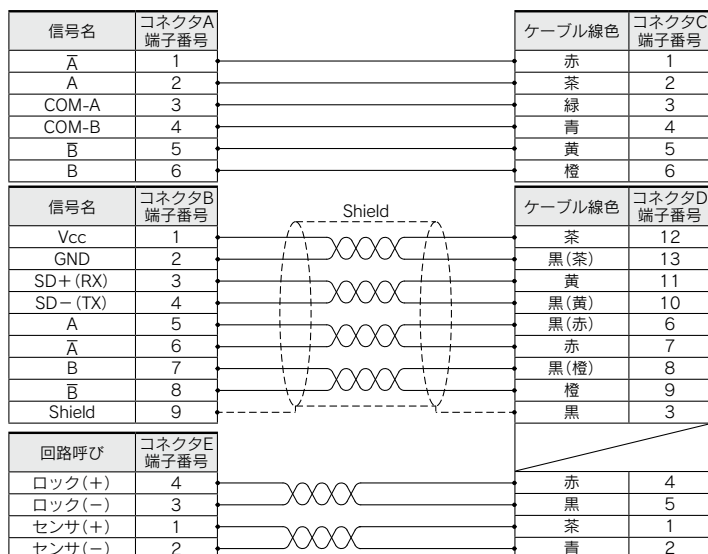 信号名 コネクタA端子番号 ケーブル線色 コネクタC端子番号
A̅ 1 赤 1
A 2 茶 2
COM-A 3 緑 3
COM-B 4 青 4
B̅ 5 黄 5
B 6 橙 6
信号名 コネクタB端子番号 Shield ケーブル線色 コネクタD端子番号
Vcc 1 茶 12
GND 2 黒(茶) 13
SD+(RX) 3 黄 11
SD-(TX) 4 黒(黄) 10
A 5 黒(赤) 6
A̅ 6 赤 7
B 7 黒(橙) 8
B̅ 8 橙 9
Shield 9 黒 3
回路呼び コネクタE端子番号
ロック(+) 4 赤 4
ロック(-) 3 黒 5
センサ(+) 1 茶 1
センサ(-) 2 青 2